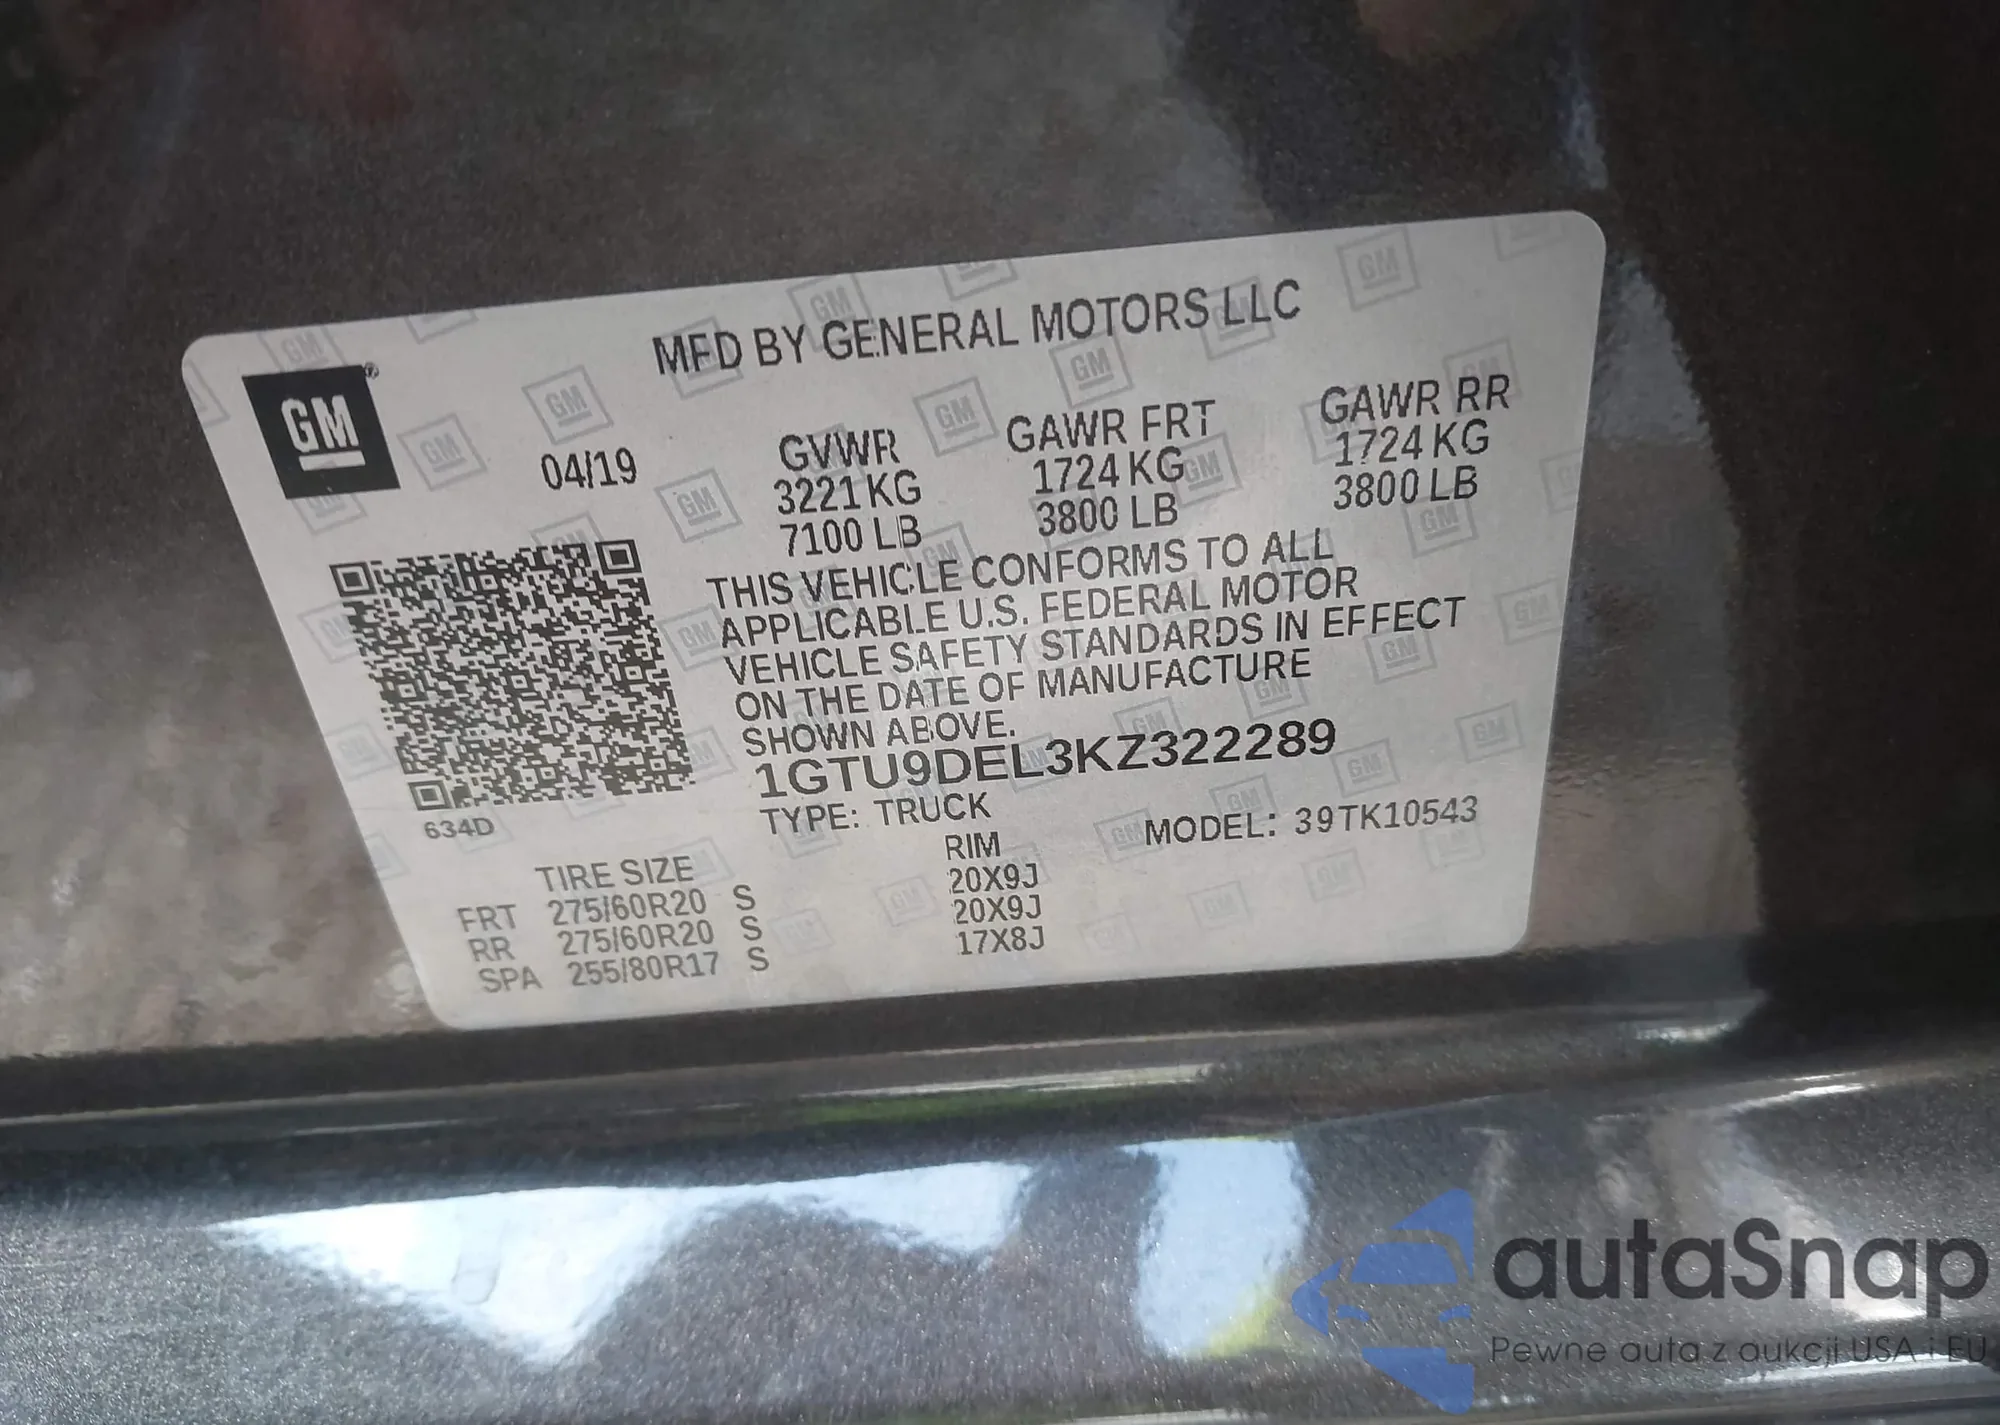 MFD BY GENERAL MOTORS LLC
GM®
04/19
GVWR GAWR FRT GAWR RR
3221 KG 1724 KG 1724 KG
7100 LB 3800 LB 3800 LB
THIS VEHICLE CONFORMS TO ALL
APPLICABLE U.S. FEDERAL MOTOR
VEHICLE SAFETY STANDARDS IN EFFECT
ON THE DATE OF MANUFACTURE
SHOWN ABOVE.
1GTU9DEL3KZ322289
634D
TYPE: TRUCK MODEL: 39TK10543
TIRE SIZE RIM
FRT 275/60R20 S 20X9J
RR 275/60R20 S 20X9J
SPA 255/80R17 S 17X8J
autaSnap
Pewne auta z aukcji USA i EU